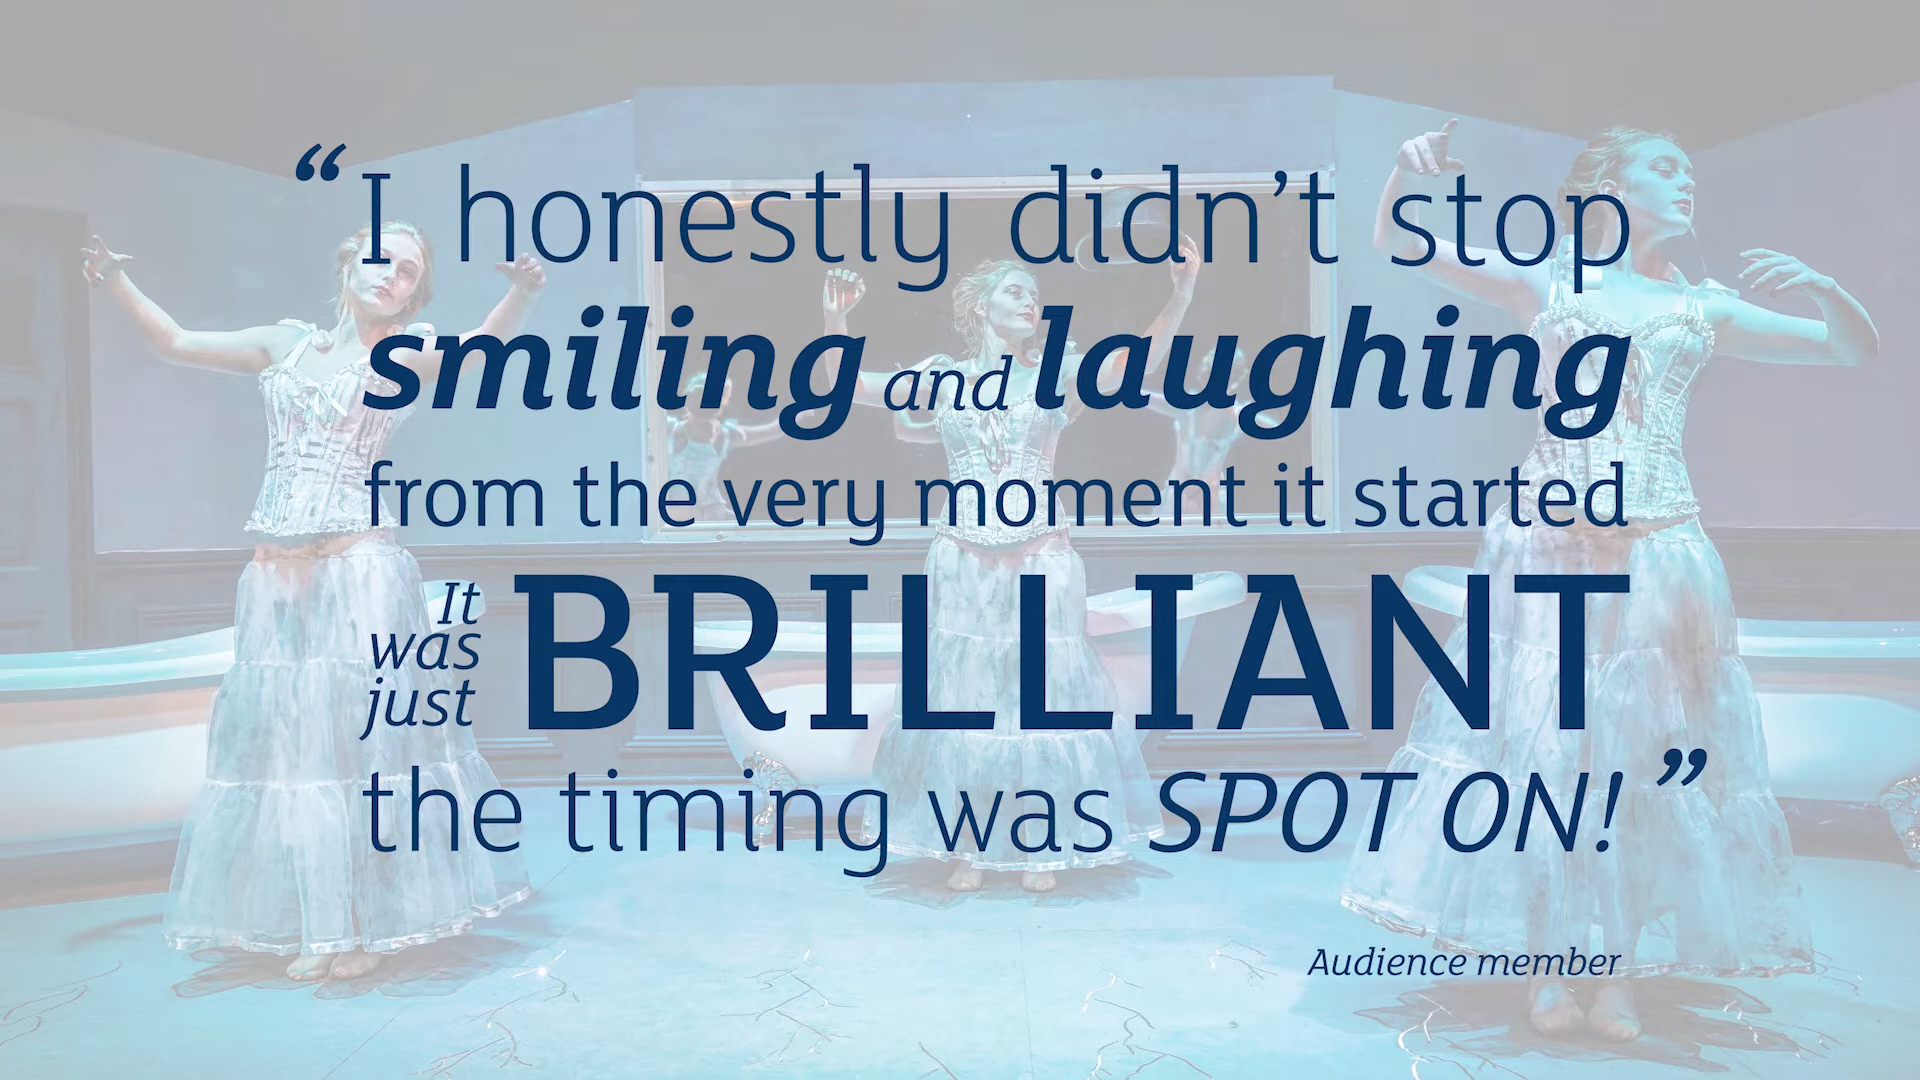 “I honestly didn’t stop
smiling and laughing
from the very moment it started
It
was
just
BRILLIANT
the timing was SPOT ON!”
Audience member